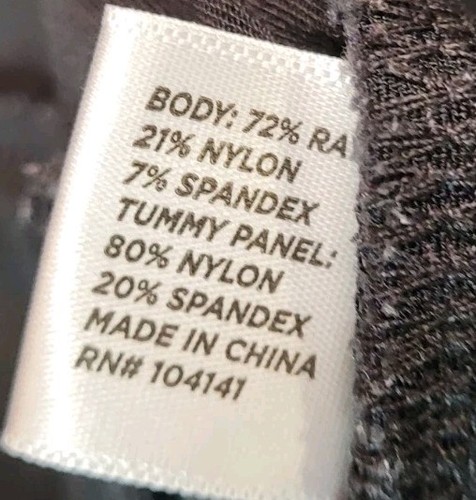 BODY: 72% RA
21% NYLON
7% SPANDEX
TUMMY PANEL:
80% NYLON
20% SPANDEX
MADE IN CHINA
RN# 104141